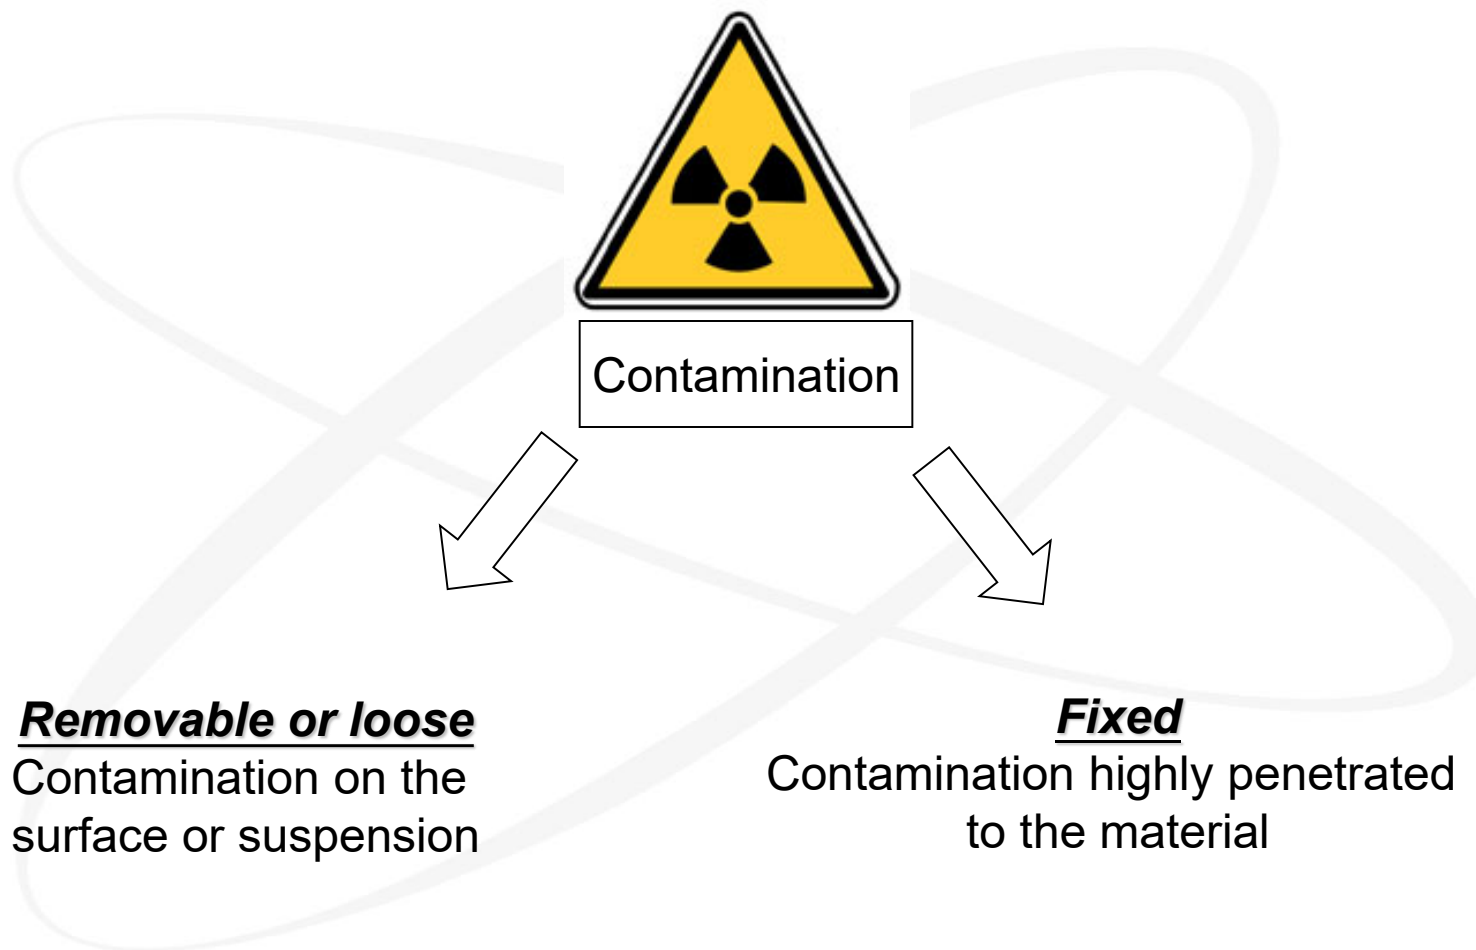 Contamination
Removable or loose
Contamination on the
surface or suspension
Fixed
Contamination highly penetrated
to the material